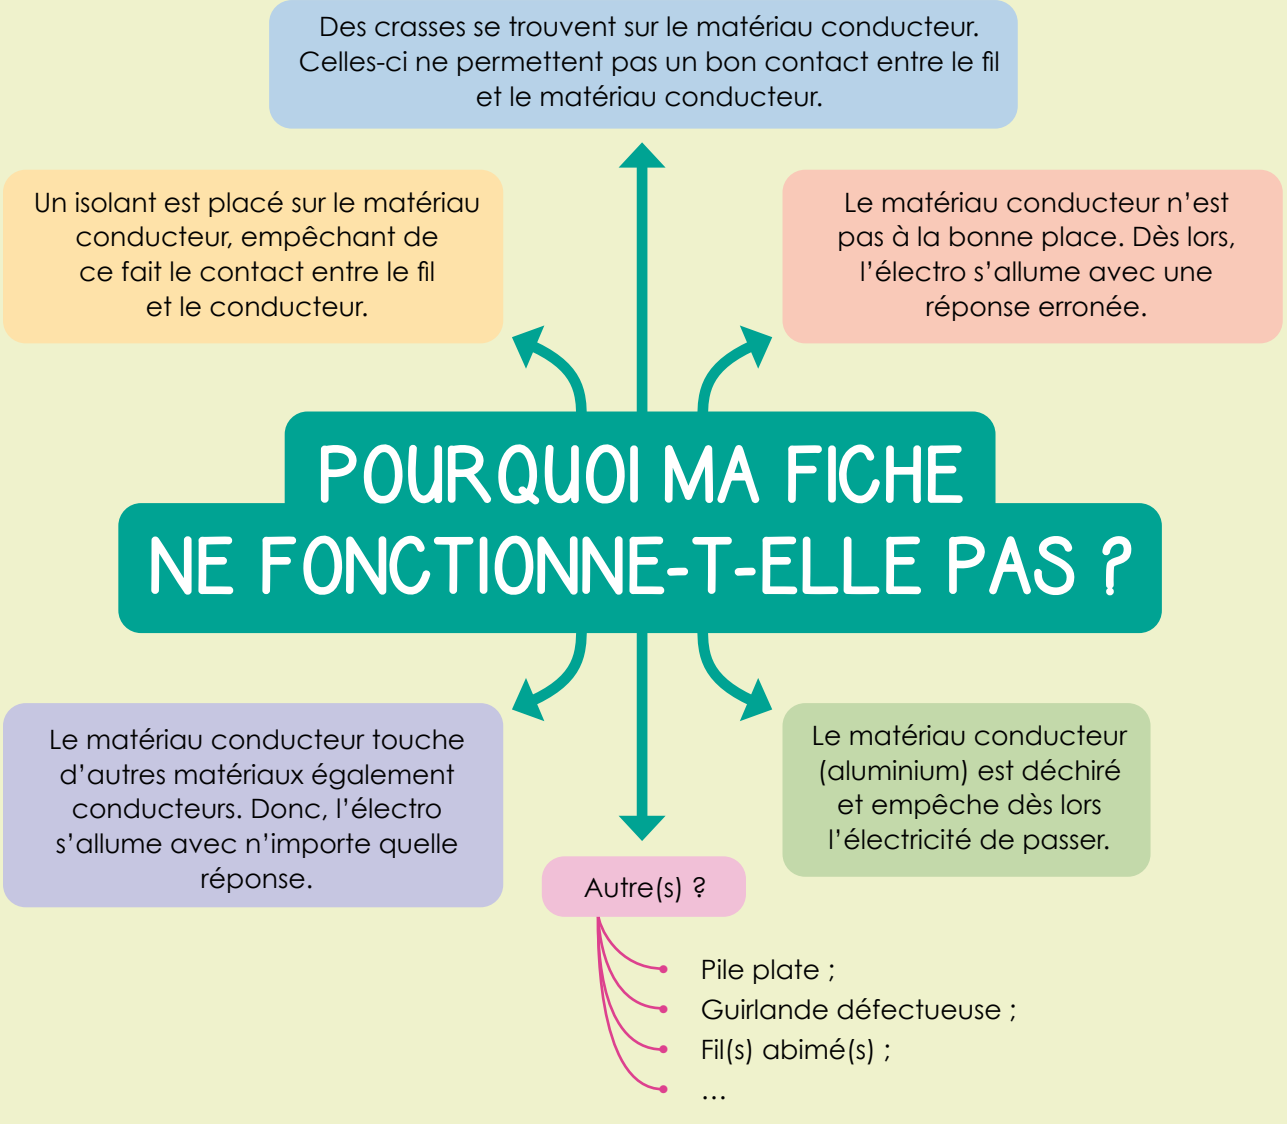 Des crasses se trouvent sur le matériau conducteur.
Celles-ci ne permettent pas un bon contact entre le fil
et le matériau conducteur.
Un isolant est placé sur le matériau
conducteur, empêchant de
ce fait le contact entre le fil
et le conducteur.
Le matériau conducteur n’est
pas à la bonne place. Dès lors,
l’électro s’allume avec une
réponse erronée.
POURQUOI MA FICHE
NE FONCTIONNE-T-ELLE PAS ?
Le matériau conducteur touche
d’autres matériaux également
conducteurs. Donc, l’électro
s’allume avec n’importe quelle
réponse.
Le matériau conducteur
(aluminium) est déchiré
et empêche dès lors
l’électricité de passer.
Autre(s) ?
Pile plate ;
Guirlande défectueuse ;
Fil(s) abimé(s) ;
…